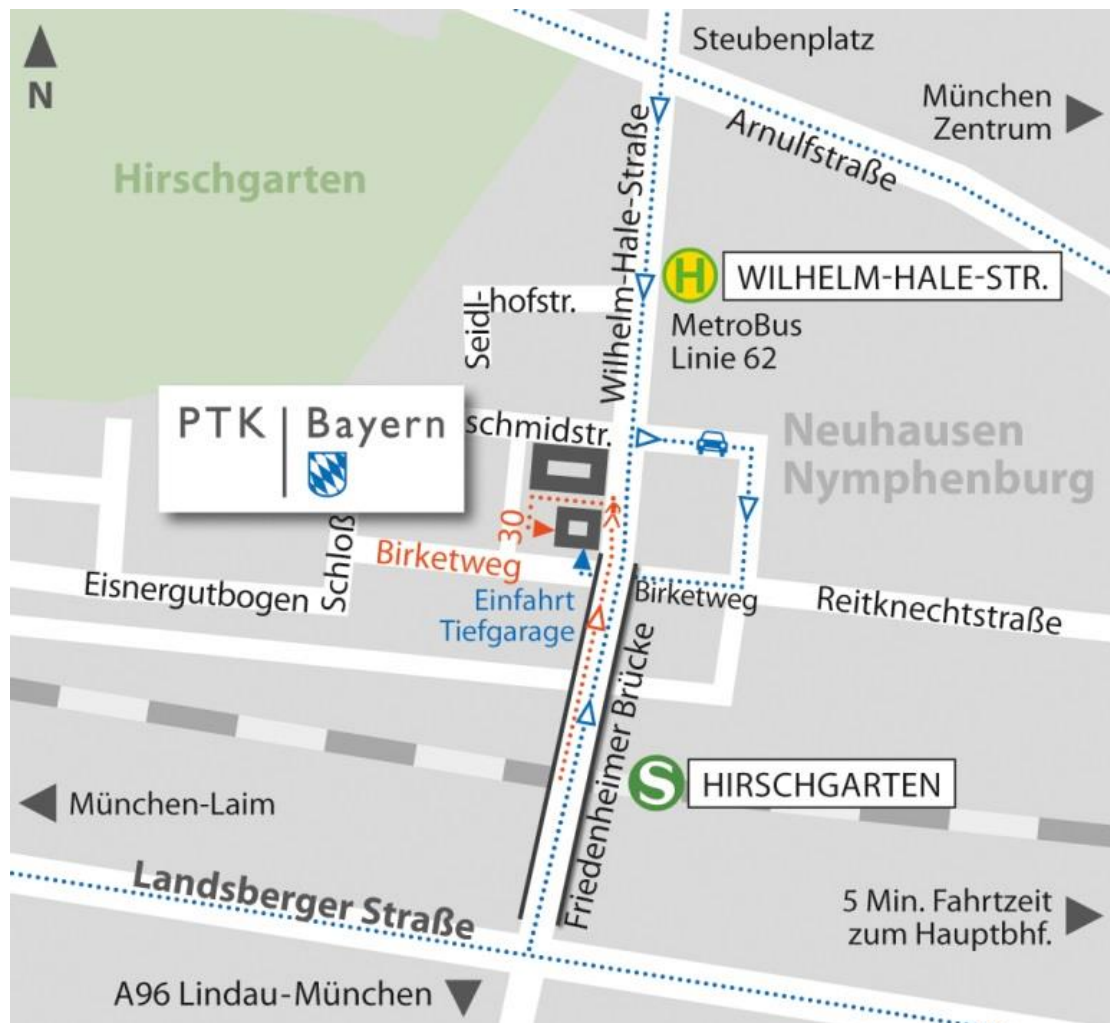 Steubenplatz
N
München
Zentrum
Arnulfstraße
Hirschgarten
Wilhelm-Hale-Straße
H
WILHELM-HALE-STR.
MetroBus
Linie 62
Seidl-
hofstr.
PTK | Bayern
schmidstr.
Neuhausen
Nymphenburg
30
Schloß
Birketweg
Eisnergutbogen
Einfahrt
Tiefgarage
Birketweg
Reitknechtstraße
Friedenheimer Brücke
S
HIRSCHGARTEN
München-Laim
Landsberger Straße
5 Min. Fahrtzeit
zum Hauptbhf.
A96 Lindau-München